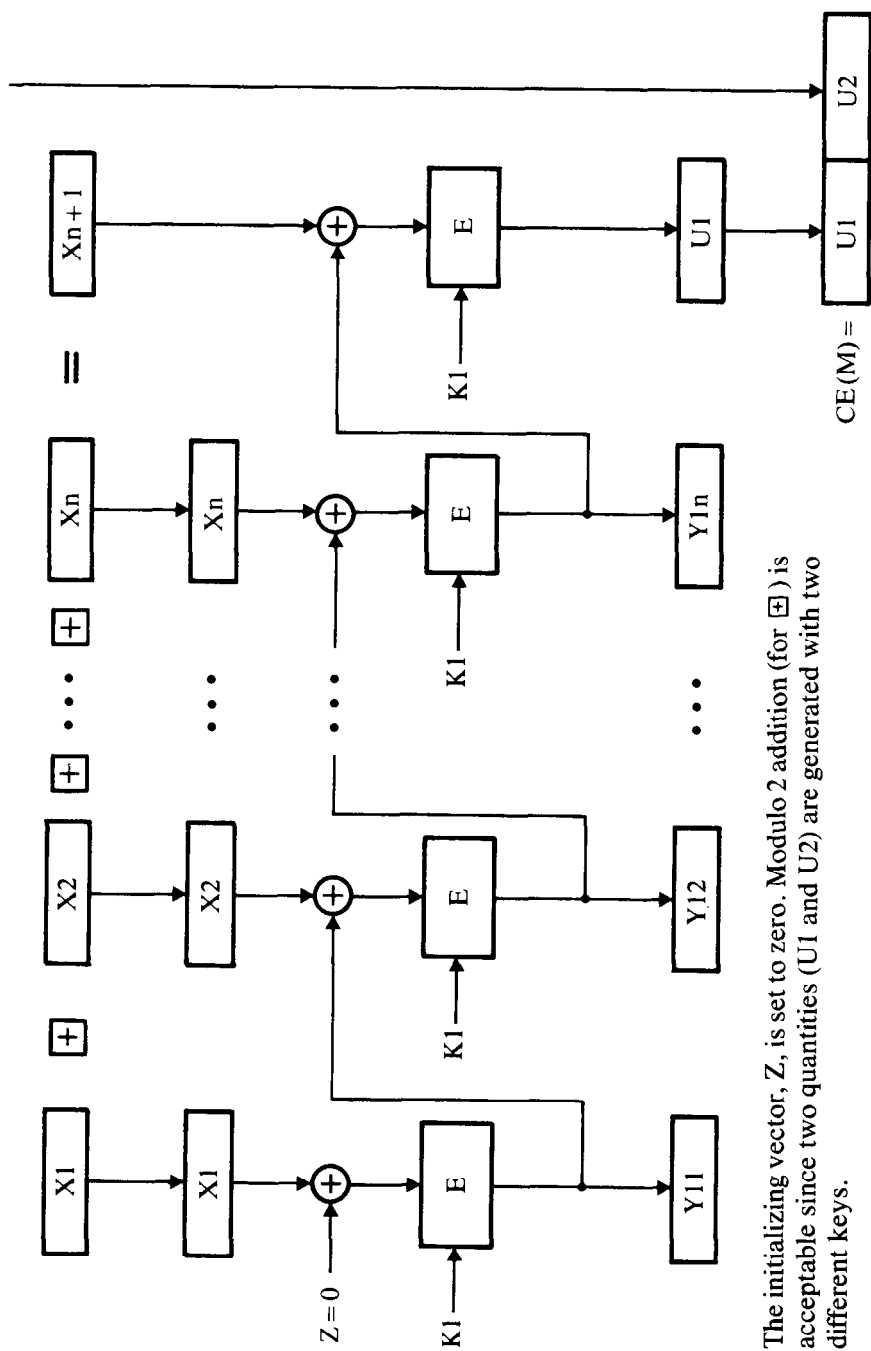 X1 + X2 + ... + Xn = Xn + 1
X1 X2 ... Xn
Z = 0 + + ... + +
K1 E K1 E K1 E K1 E
Y11 Y12 ... Y1n U1
CE(M) = U1 U2
The initializing vector, Z, is set to zero. Modulo 2 addition (for ⊞) is
acceptable since two quantities (U1 and U2) are generated with two
different keys.